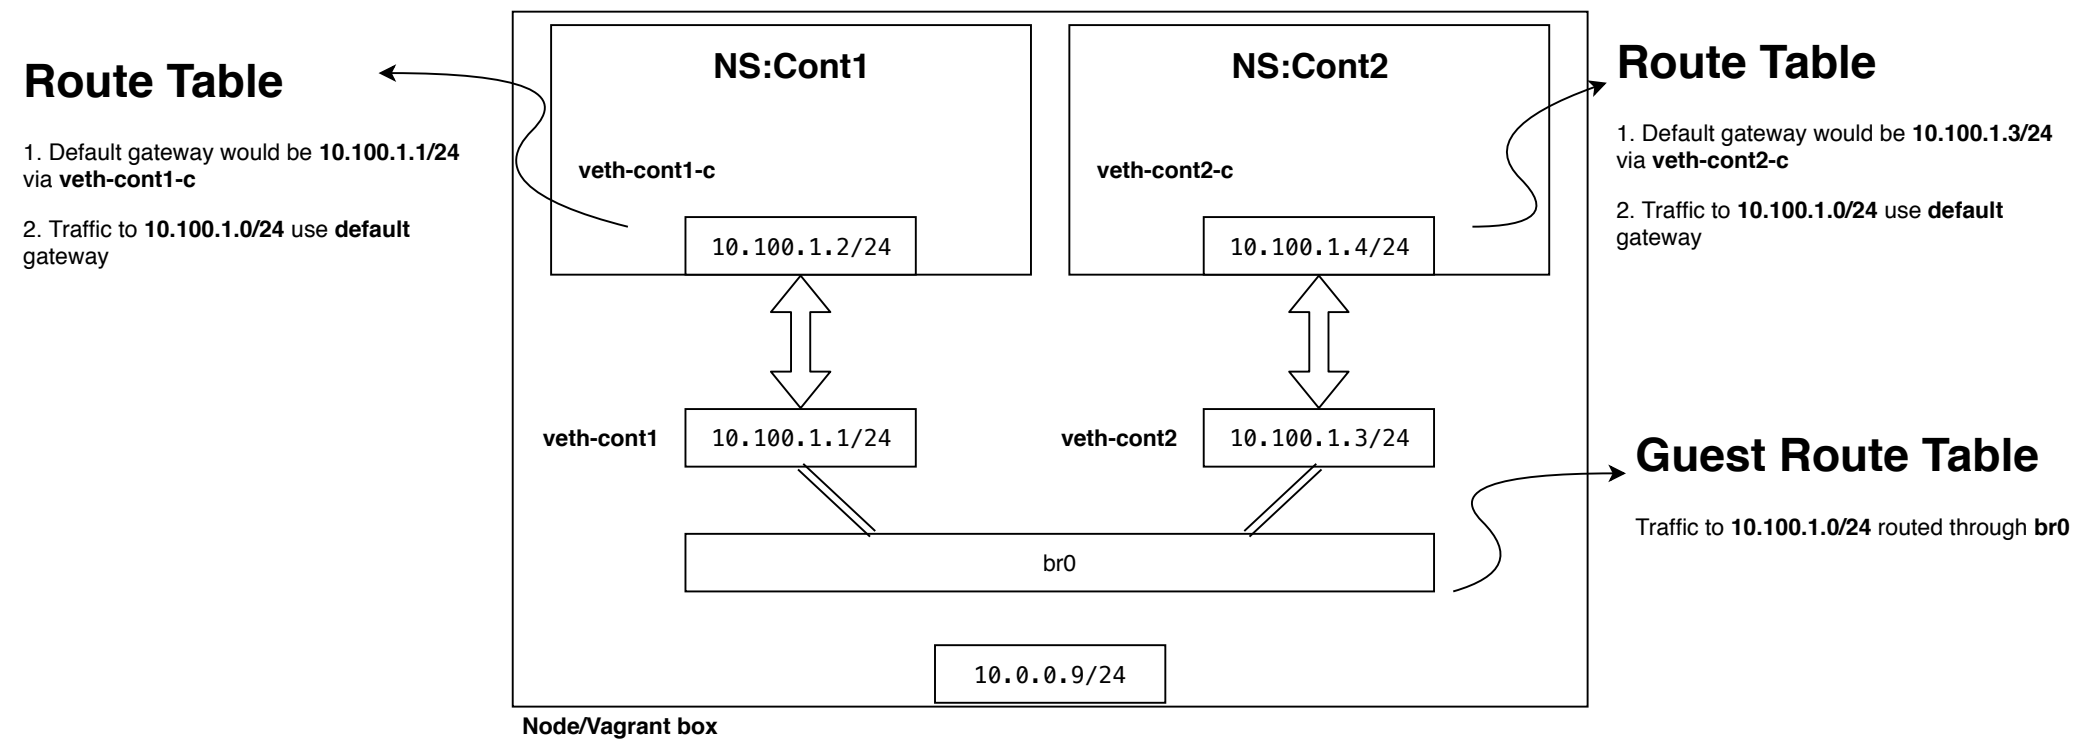 Route Table
1. Default gateway would be 10.100.1.1/24
via veth-cont1-c
2. Traffic to 10.100.1.0/24 use default
gateway
NS:Cont1
veth-cont1-c
10.100.1.2/24
NS:Cont2
veth-cont2-c
10.100.1.4/24
Route Table
1. Default gateway would be 10.100.1.3/24
via veth-cont2-c
2. Traffic to 10.100.1.0/24 use default
gateway
veth-cont1
10.100.1.1/24
veth-cont2
10.100.1.3/24
Guest Route Table
Traffic to 10.100.1.0/24 routed through br0
br0
10.0.0.9/24
Node/Vagrant box